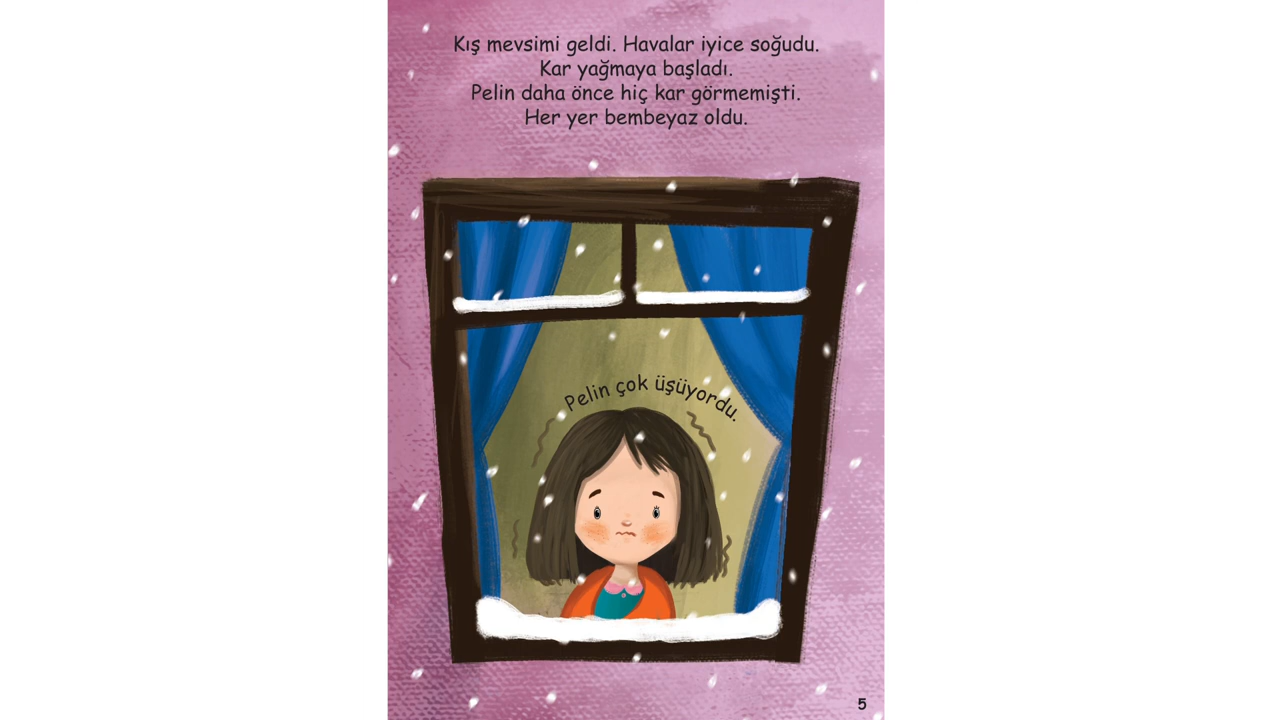 Kış mevsimi geldi. Havalar iyice soğudu.
Kar yağmaya başladı.
Pelin daha önce hiç kar görmemişti.
Her yer bembeyaz oldu.
Pelin çok üşüyordu.
5